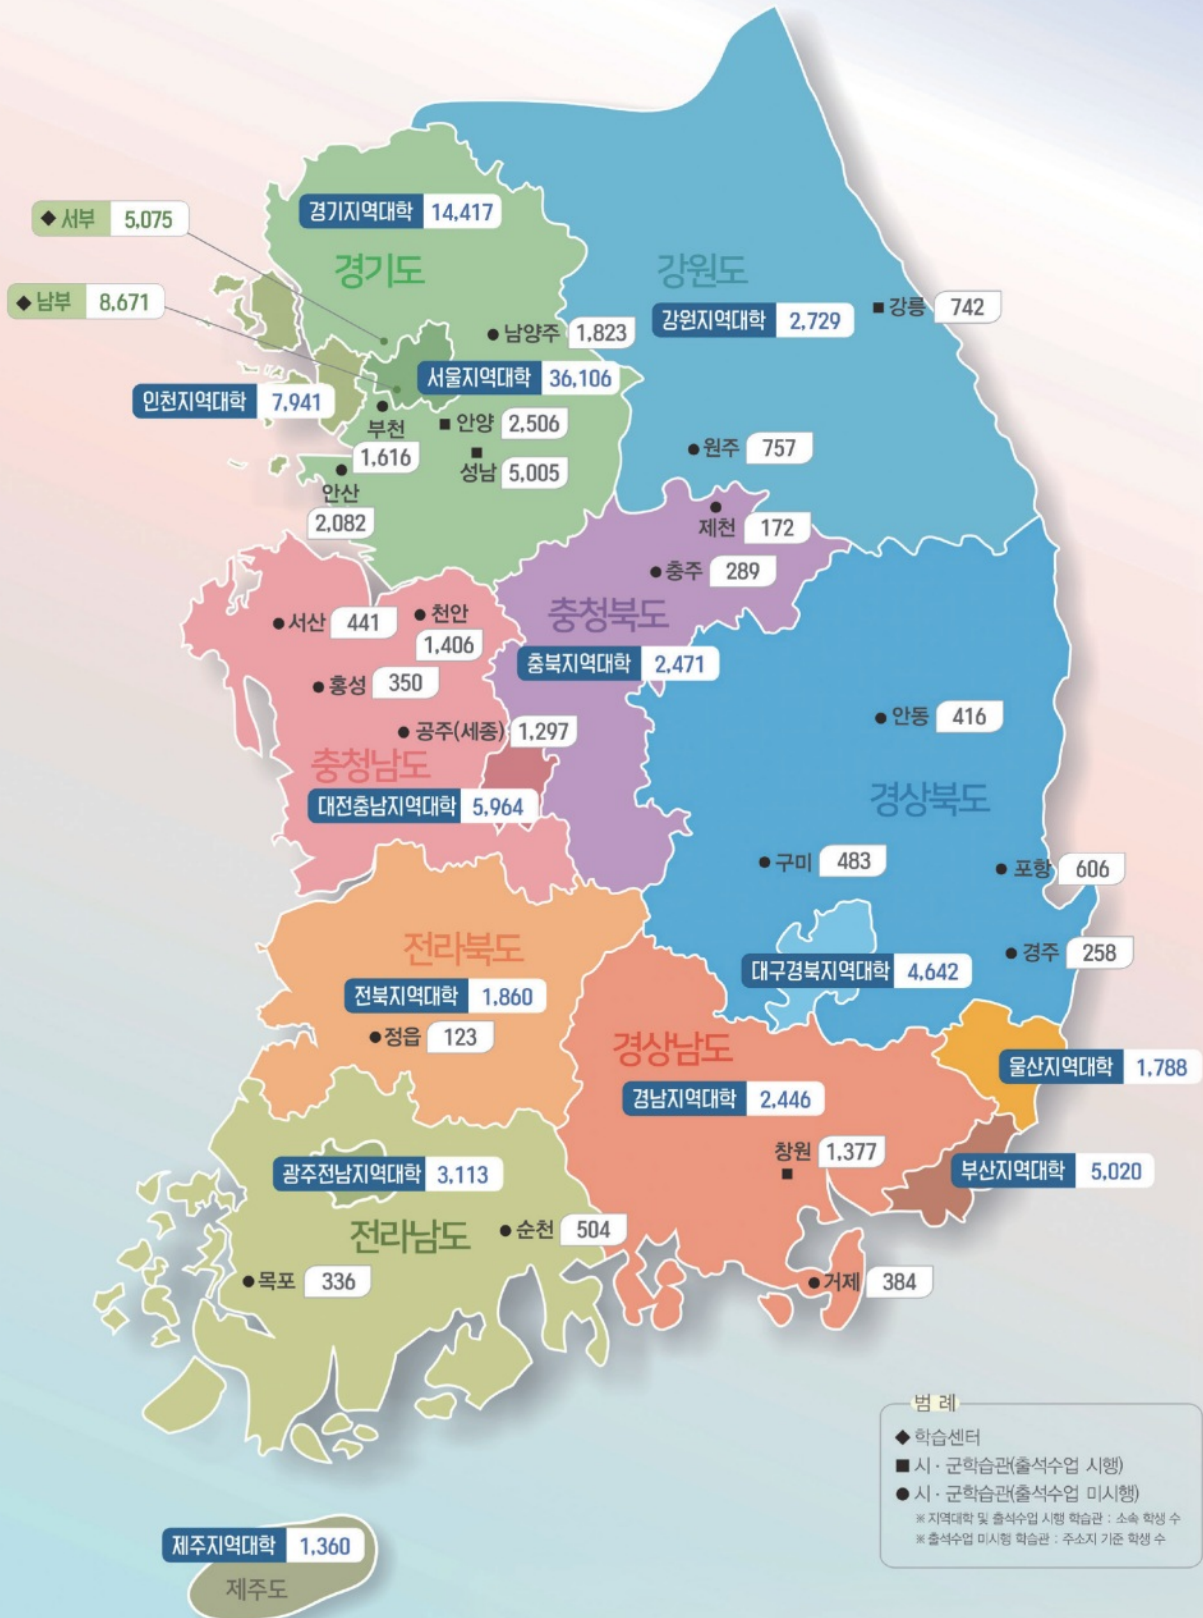 경기지역대학 14,417
◆ 서부 5,075
경기도
강원도
◆ 남부 8,671
강원지역대학 2,729
■ 강릉 742
● 남양주 1,823
서울지역대학 36,106
인천지역대학 7,941
● 부천 1,616
■ 안양 2,506
■ 성남 5,005
● 원주 757
● 안산 2,082
● 제천 172
● 충주 289
충청북도
● 서산 441
● 천안 1,406
충북지역대학 2,471
● 홍성 350
● 안동 416
● 공주(세종) 1,297
충청남도
경상북도
대전충남지역대학 5,964
● 구미 483
● 포항 606
전라북도
● 경주 258
대구경북지역대학 4,642
전북지역대학 1,860
● 정읍 123
경상남도
울산지역대학 1,788
경남지역대학 2,446
창원 1,377
■
광주전남지역대학 3,113
부산지역대학 5,020
전라남도
● 순천 504
● 목포 336
● 거제 384
범 례
◆ 학습센터
■ 시 · 군학습관(출석수업 시행)
● 시 · 군학습관(출석수업 미시행)
※ 지역대학 및 출석수업 시행 학습관 : 소속 학생 수
※ 출석수업 미시행 학습관 : 주소지 기준 학생 수
제주지역대학 1,360
제주도